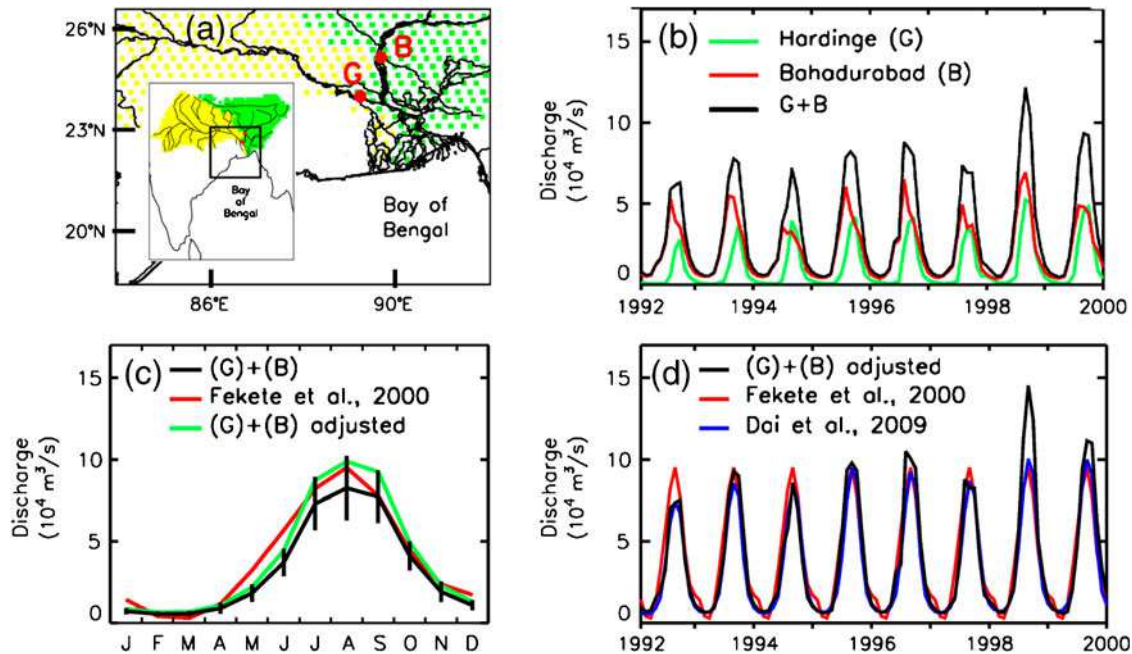 (a)
26°N
23°N
20°N
B
G
Bay
of
Bengal
Bay of
Bengal
86°E
90°E
(b)
Hardinge (G)
Bahadurabad (B)
G+B
Discharge
(10⁴ m³/s)
15
10
5
0
1992
1994
1996
1998
2000
(c)
(G)+(B)
Fekete et al., 2000
(G)+(B) adjusted
Discharge
(10⁴ m³/s)
15
10
5
0
J F M A M J J A S O N D
(d)
(G)+(B) adjusted
Fekete et al., 2000
Dai et al., 2009
Discharge
(10⁴ m³/s)
15
10
5
0
1992
1994
1996
1998
2000